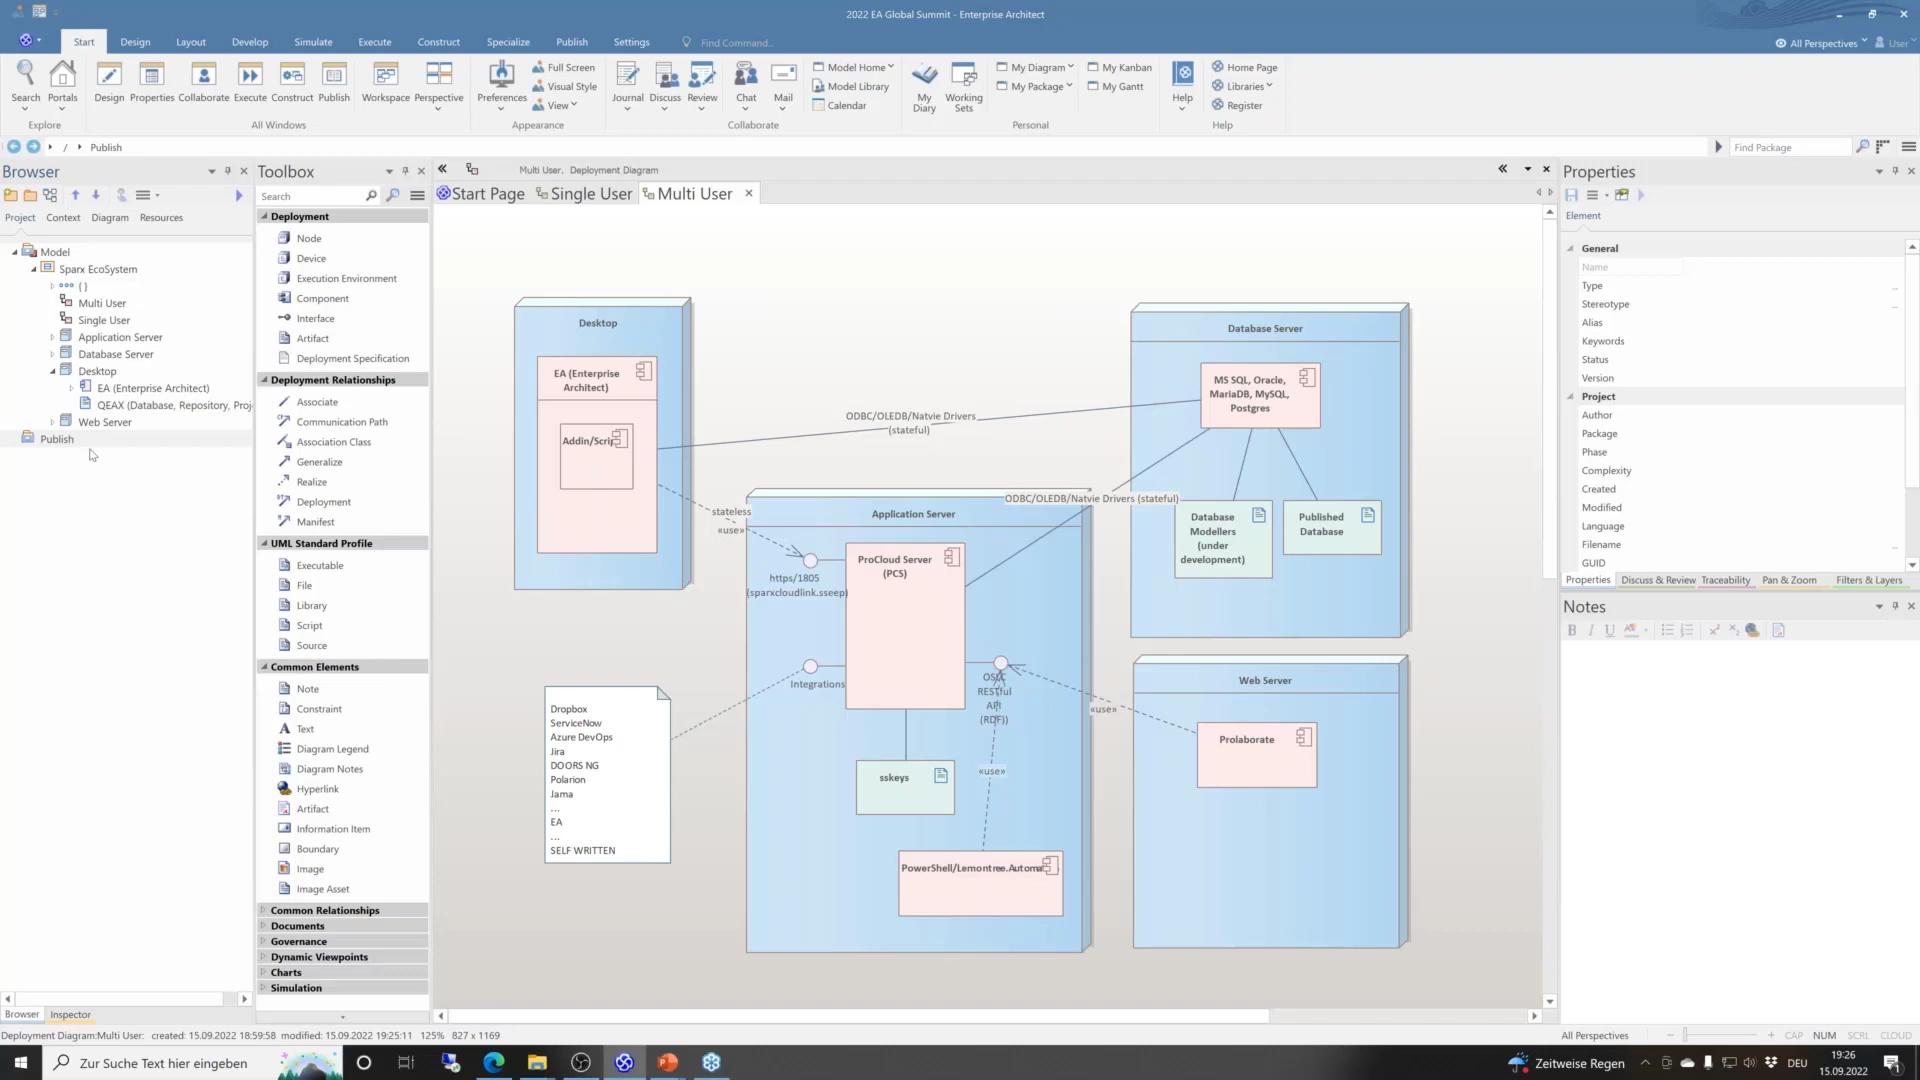 2022 EA Global Summit - Enterprise Architect
Start Design Layout Develop Simulate Execute Construct Specialize Publish Settings Find Command... All Perspectives User
Search Portals Design Properties Collaborate Execute Construct Publish Workspace Perspective Preferences Full Screen Visual Style View Journal Discuss Review Chat Mail Model Home Model Library Calendar My Diary Working Sets My Diagram My Package My Kanban My Gantt Help Home Page Libraries Register
Explore All Windows Appearance Collaborate Personal Help
/ Publish Find Package
Browser
Project Context Diagram Resources
Model
Sparx EcoSystem
{ }
Multi User
Single User
Application Server
Database Server
Desktop
EA (Enterprise Architect)
QEAX (Database, Repository, Proj
Web Server
Publish
Browser Inspector
Toolbox
Search
Deployment
Node
Device
Execution Environment
Component
Interface
Artifact
Deployment Specification
Deployment Relationships
Associate
Communication Path
Association Class
Generalize
Realize
Deployment
Manifest
UML Standard Profile
Executable
File
Library
Script
Source
Common Elements
Note
Constraint
Text
Diagram Legend
Diagram Notes
Hyperlink
Artifact
Information Item
Boundary
Image
Image Asset
Common Relationships
Documents
Governance
Dynamic Viewpoints
Charts
Simulation
Multi User. Deployment Diagram
Start Page Single User Multi User
Desktop
EA (Enterprise
Architect)
Addin/Scrip
ODBC/OLEDB/Natvie Drivers
(stateful)
Database Server
MS SQL, Oracle,
MariaDB, MySQL,
Postgres
Database
Modellers
(under
development)
Published
Database
ODBC/OLEDB/Natvie Drivers (stateful)
stateless
«use»
Application Server
ProCloud Server
(PCS)
https/1805
(sparxcloudlink.sseep)
Integrations
OSLC
RESTful
API
(RDF))
«use»
Web Server
Prolaborate
Dropbox
ServiceNow
Azure DevOps
Jira
DOORS NG
Polarion
Jama
...
EA
...
SELF WRITTEN
sskeys
«use»
PowerShell/Lemontree.Automa
Properties
Element
General
Name
Type
Stereotype
Alias
Keywords
Status
Version
Project
Author
Package
Phase
Complexity
Created
Modified
Language
Filename
GUID
Properties Discuss & Review Traceability Pan & Zoom Filters & Layers
Notes
B I U
Deployment Diagram:Multi User: created: 15.09.2022 18:59:58 modified: 15.09.2022 19:25:11 125% 827 x 1169
All Perspectives CAP NUM SCRL CLOUD
Zur Suche Text hier eingeben
Zeitweise Regen DEU
19:26
15.09.2022
1